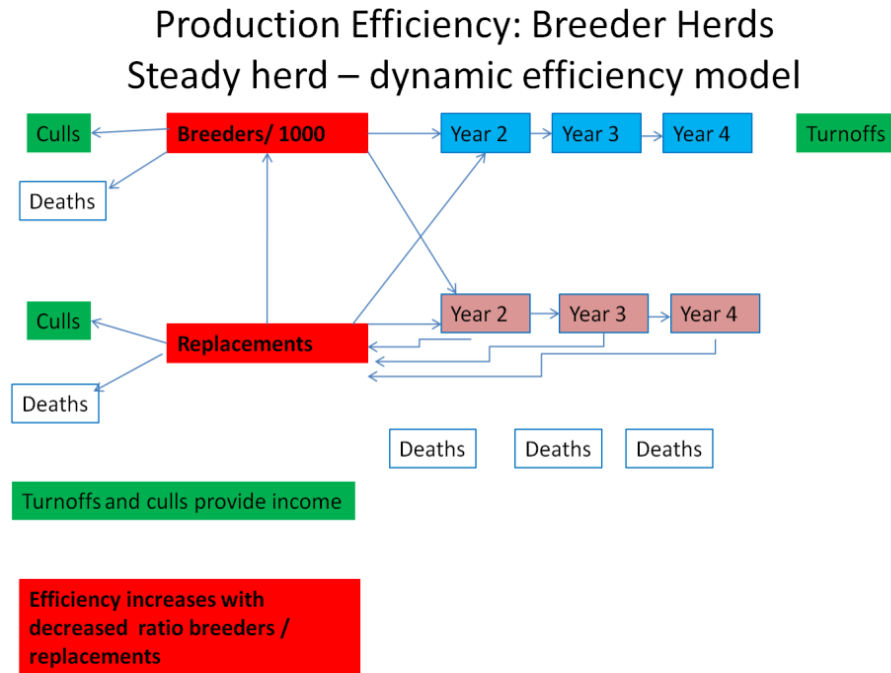 Production Efficiency: Breeder Herds
Steady herd – dynamic efficiency model
Culls
Breeders/ 1000
Year 2
Year 3
Year 4
Turnoffs
Deaths
Culls
Replacements
Year 2
Year 3
Year 4
Deaths
Deaths
Deaths
Deaths
Turnoffs and culls provide income
Efficiency increases with
decreased ratio breeders /
replacements